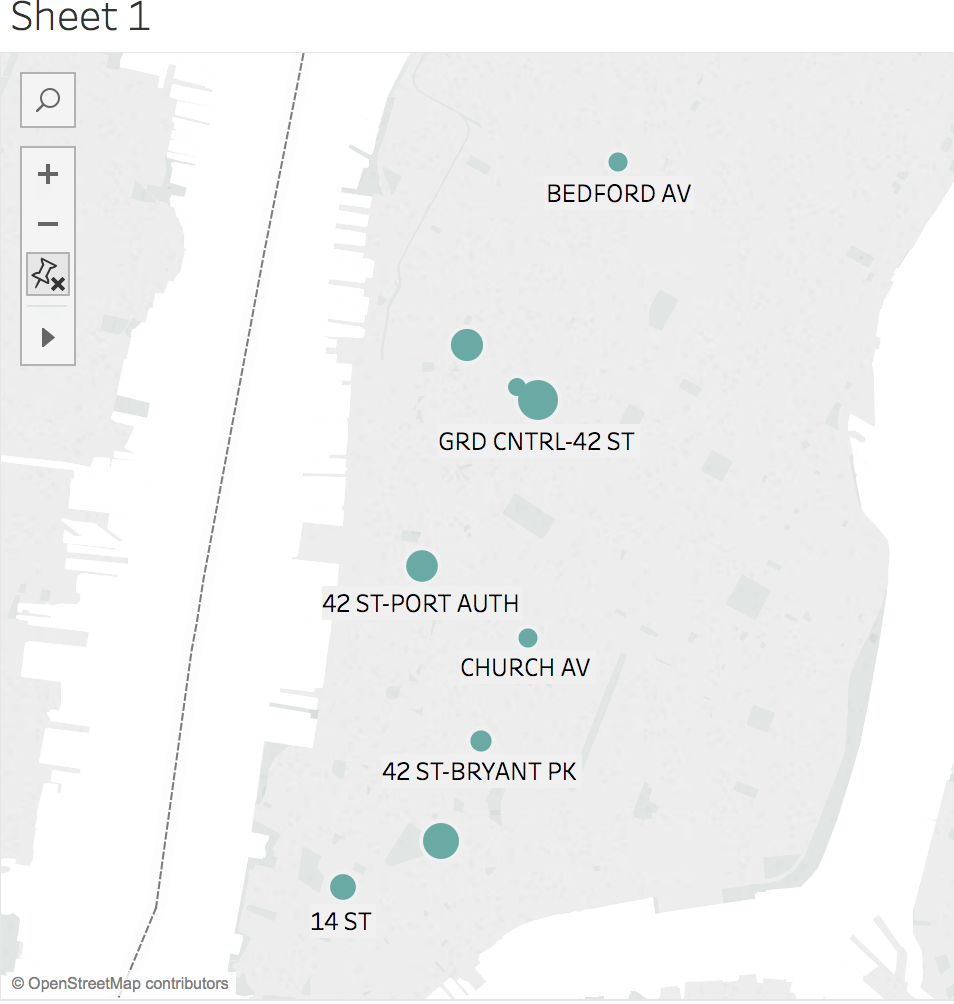 Sheet 1
BEDFORD AV
GRD CNTRL-42 ST
42 ST-PORT AUTH
CHURCH AV
42 ST-BRYANT PK
14 ST
© OpenStreetMap contributors